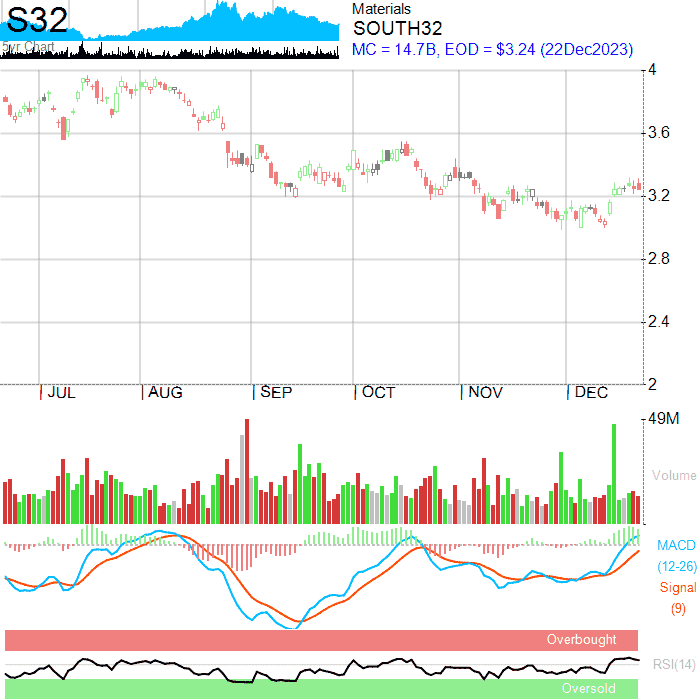 S32
5yr Chart
Materials
SOUTH32
MC = 14.7B, EOD = $3.24 (22Dec2023)
4
3.6
3.2
2.8
2.4
2
JUL AUG SEP OCT NOV DEC
49M
Volume
MACD
(12-26)
Signal
(9)
Overbought
RSI(14)
Oversold